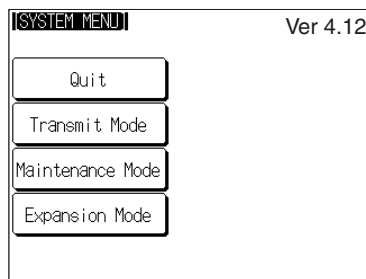 [SYSTEM MENU]
Ver 4.12
Quit
Transmit Mode
Maintenance Mode
Expansion Mode